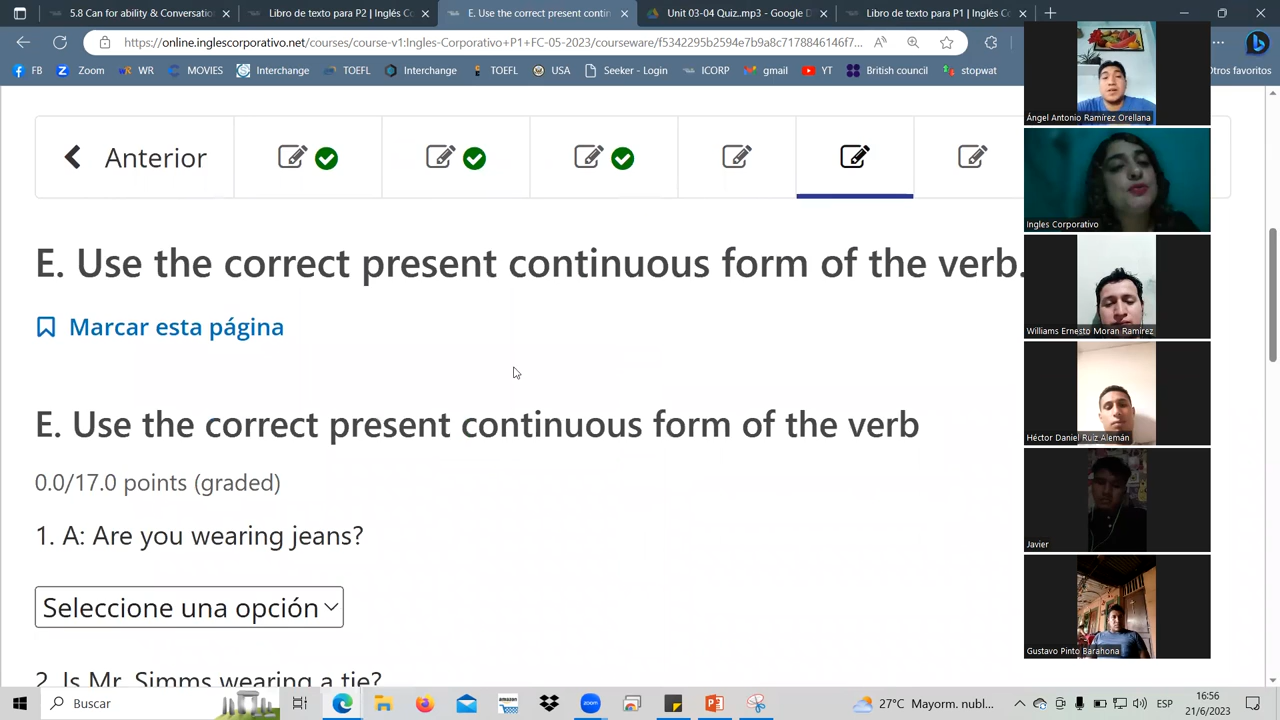 5.8 Can for ability & Conversatio
Libro de texto para P2 | Inglés Co
E. Use the correct present contin
Unit 03-04 Quiz..mp3 - Google D
Libro de texto para P1 | Inglés Co
https://online.inglescorporativo.net/courses/course-v1:Ingles-Corporativo+P1+FC-05-2023/courseware/f5342295b2594e7b9a8c7178846146f7...
FB Zoom WR MOVIES Interchange TOEFL Interchange TOEFL USA Seeker - Login ICORP gmail YT British council stopwat
Otros favoritos
Anterior
E. Use the correct present continuous form of the verb.
Marcar esta página
E. Use the correct present continuous form of the verb
0.0/17.0 points (graded)
1. A: Are you wearing jeans?
Seleccione una opción
2. Is Mr. Simms wearing a tie?
Ángel Antonio Ramírez Orellana
Ingles Corporativo
Williams Ernesto Moran Ramírez
Héctor Daniel Ruiz Alemán
Javier
Gustavo Pinto Barahona
Buscar
amazon
zoom
27°C Mayorm. nubl...
ESP
16:56
21/6/2023